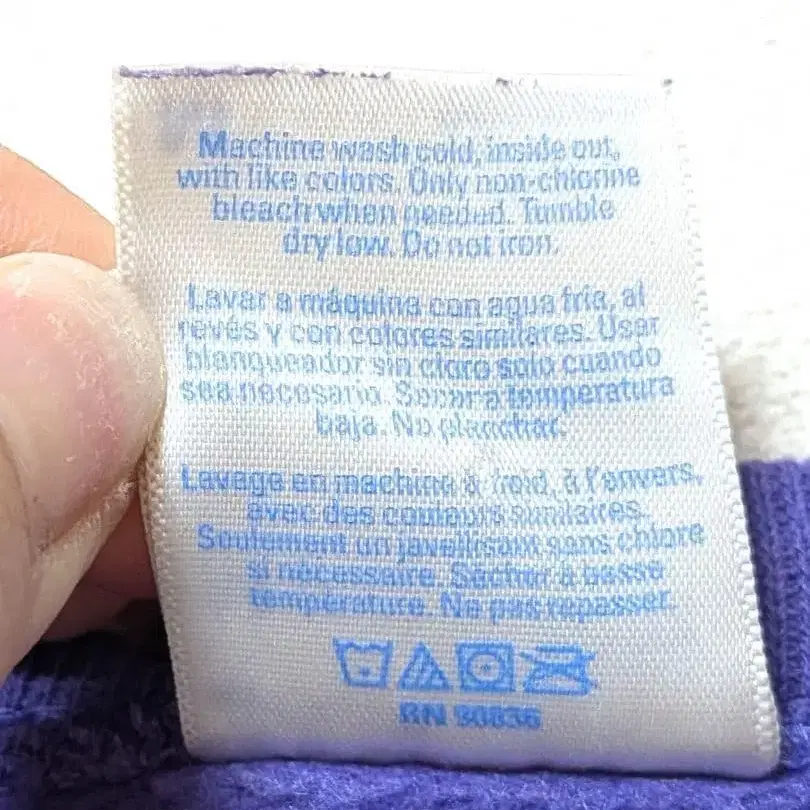 Machine wash cold, inside out,
with like colors. Only non-chlorine
bleach when needed. Tumble
dry low. Do not iron.
Lavar a máquina con agua fría, al
revés y con colores similares. Usar
blanqueador sin cloro solo cuando
sea necesario. Secar a temperatura
baja. No planchar.
Lavage en machine à froid, à l'envers,
avec des couleurs similaires.
Seulement un javellisant sans chlore
si nécessaire. Sécher à basse
température. Ne pas repasser.
RN 90836